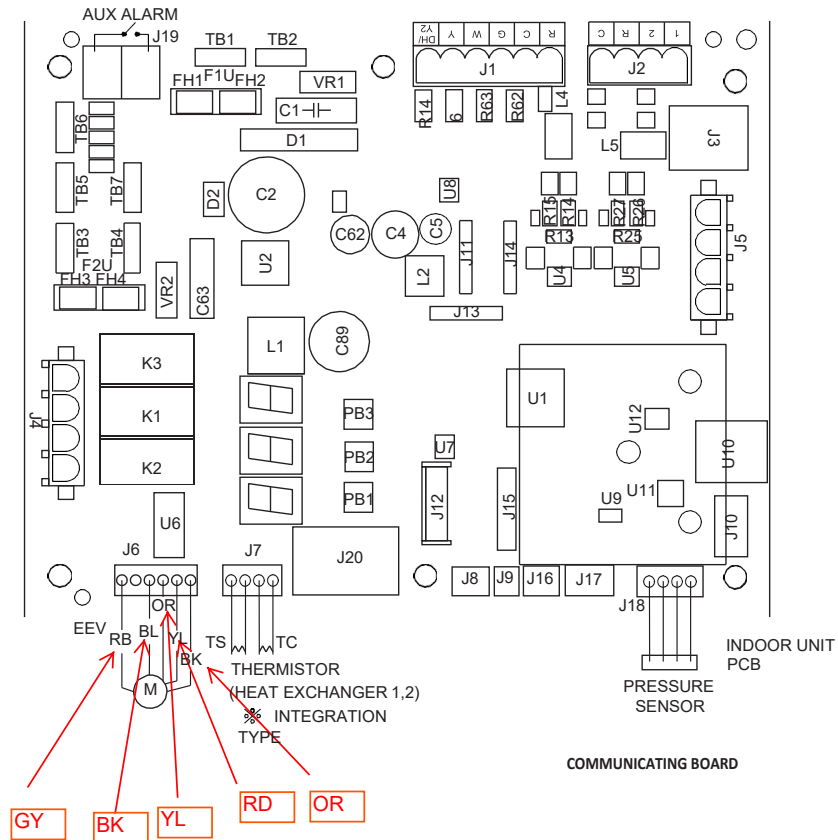 AUX ALARM
J19
TB1
TB2
DH/Y2
Y
W
G
C
R
C
R
2
1
J1
J2
FH1
F1U
FH2
VR1
C1
D1
TB6
R14
6
R63
R62
L4
L5
J3
TB5
TB7
D2
C2
U8
C62
C4
C5
R15
R14
R27
R26
R13
R25
TB3
TB4
F2U
FH3
FH4
VR2
C63
U2
L2
J11
J14
U4
U5
J5
J13
K3
K1
K2
J4
L1
C89
PB3
PB2
PB1
U1
U12
U10
U7
U11
U9
J12
J15
J10
U6
J6
J7
J20
J8
J9
J16
J17
J18
EEV
RB
BL
OR
YL
BK
M
TS
TC
THERMISTOR
(HEAT EXCHANGER 1,2)
※ INTEGRATION
TYPE
INDOOR UNIT
PCB
PRESSURE
SENSOR
COMMUNICATING BOARD
GY
BK
YL
RD
OR